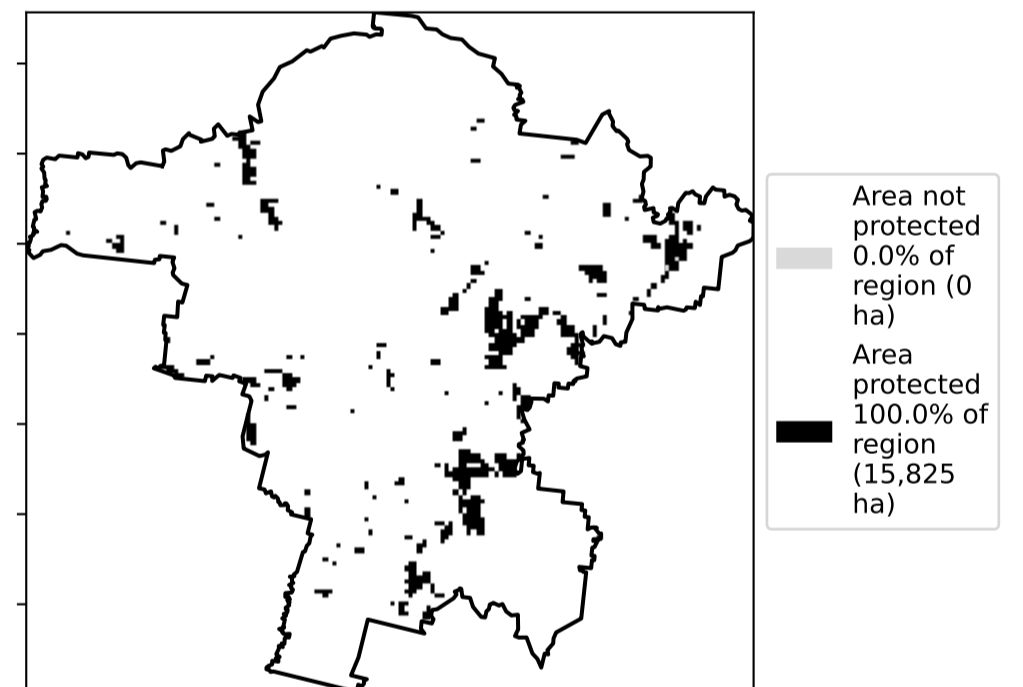 Area not
protected
0.0% of
region (0
ha)
Area
protected
100.0% of
region
(15,825
ha)